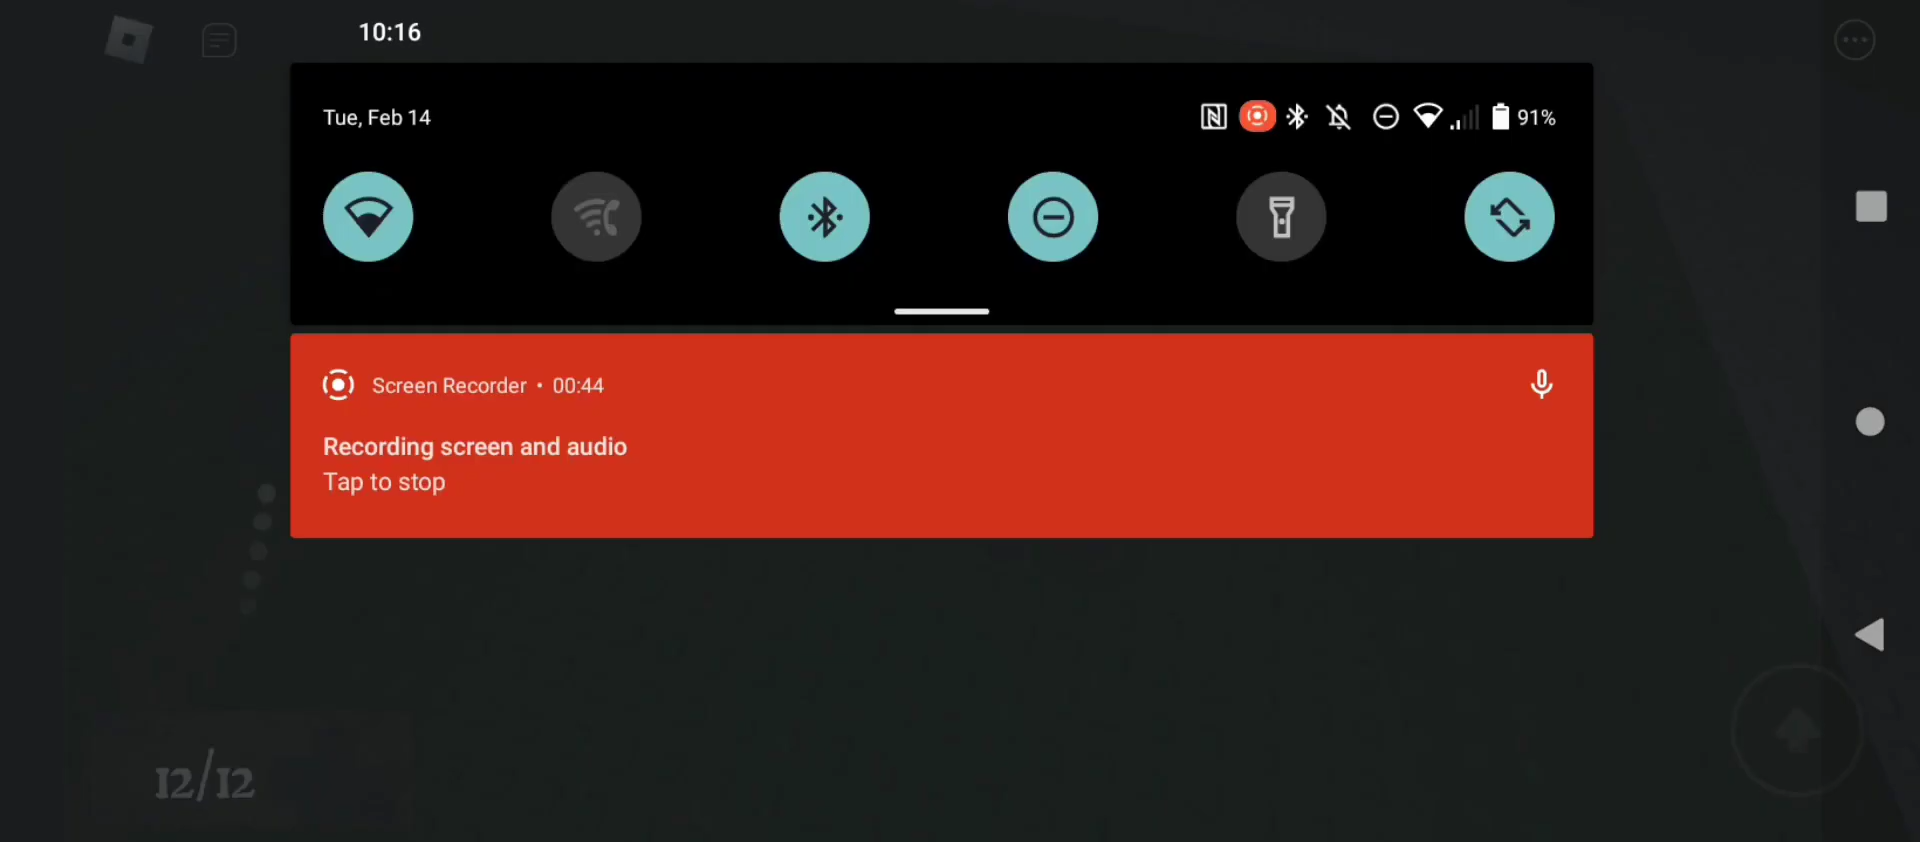 10:16
Tue, Feb 14
91%
Screen Recorder • 00:44
Recording screen and audio
Tap to stop
12/12